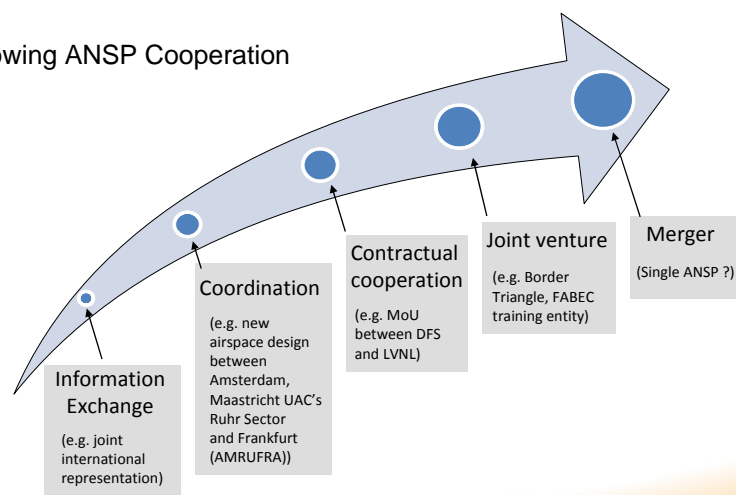 owing ANSP Cooperation
Information
Exchange
(e.g. joint
international
representation)
Coordination
(e.g. new
airspace design
between
Amsterdam,
Maastricht UAC's
Ruhr Sector
and Frankfurt
(AMRUFRA))
Contractual
cooperation
(e.g. MoU
between DFS
and LVNL)
Joint venture
(e.g. Border
Triangle, FABEC
training entity)
Merger
(Single ANSP ?)